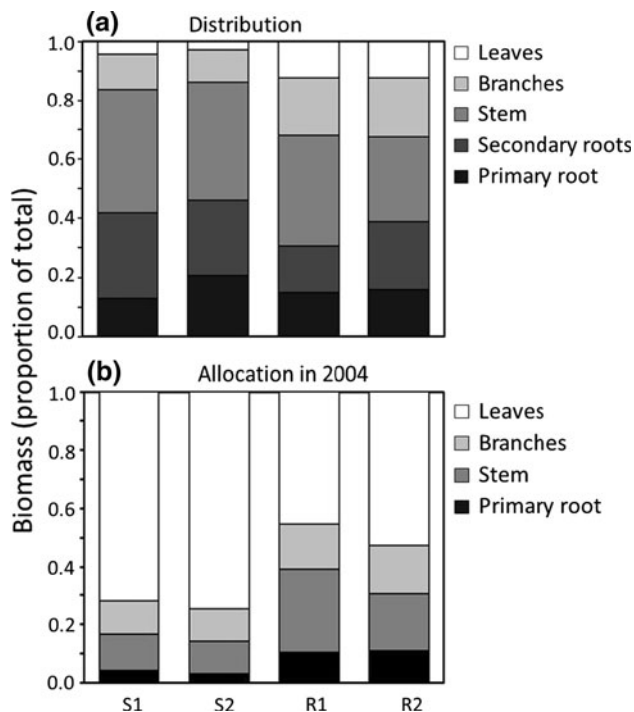 (a) Distribution
1.0
0.8
0.6
0.4
0.2
0.0
Leaves
Branches
Stem
Secondary roots
Primary root
Biomass (proportion of total)
(b) Allocation in 2004
1.0
0.8
0.6
0.4
0.2
0.0
Leaves
Branches
Stem
Primary root
S1 S2 R1 R2